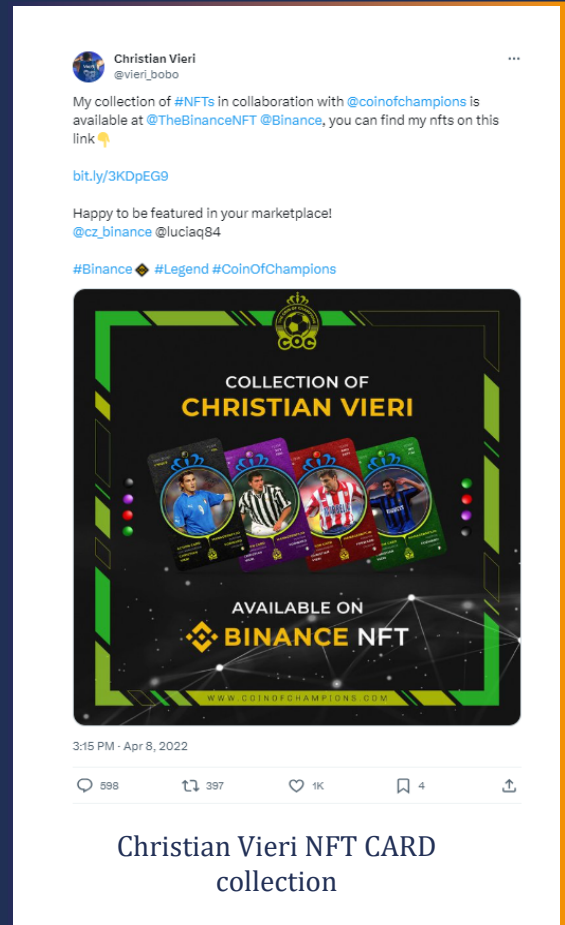 Christian Vieri
@vieri_bobo
My collection of #NFTs in collaboration with @coinofchampions is
available at @TheBinanceNFT @Binance, you can find my nfts on this
link👇
bit.ly/3KDpEG9
Happy to be featured in your marketplace!
@cz_binance @luciaq84
#Binance #Legend #CoinOfChampions
COC
COLLECTION OF
CHRISTIAN VIERI
AVAILABLE ON
BINANCE NFT
WWW.COINOFCHAMPIONS.COM
3:15 PM · Apr 8, 2022
598 397 1K 4
Christian Vieri NFT CARD
collection